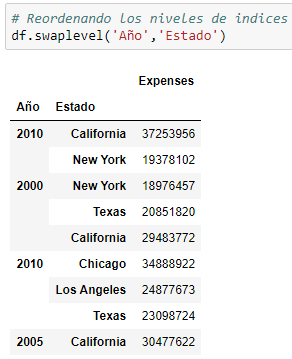 # Reordenando los niveles de indices
df.swaplevel('Año','Estado')
Expenses
Año Estado
2010 California 37253956
New York 19378102
2000 New York 18976457
Texas 20851820
California 29483772
2010 Chicago 34888922
Los Angeles 24877673
Texas 23098724
2005 California 30477622